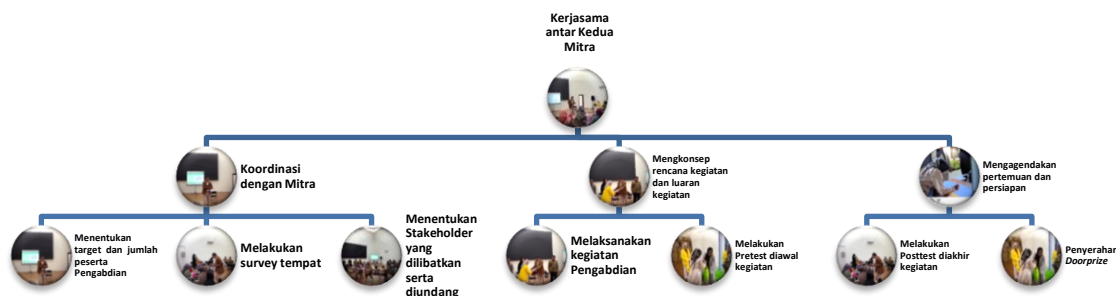 Kerjasama
antar Kedua
Mitra
Koordinasi
dengan Mitra
Mengkonsep
rencana kegiatan
dan luaran
kegiatan
Mengagendakan
pertemuan dan
persiapan
Menentukan
target dan jumlah
peserta
Pengabdian
Melakukan
survey tempat
Menentukan
Stakeholder
yang
dilibatkan
serta
diundang
Melaksanakan
kegiatan
Pengabdian
Melakukan
Pretest diawal
kegiatan
Melakukan
Posttest diakhir
kegiatan
Penyerahan
Doorprize